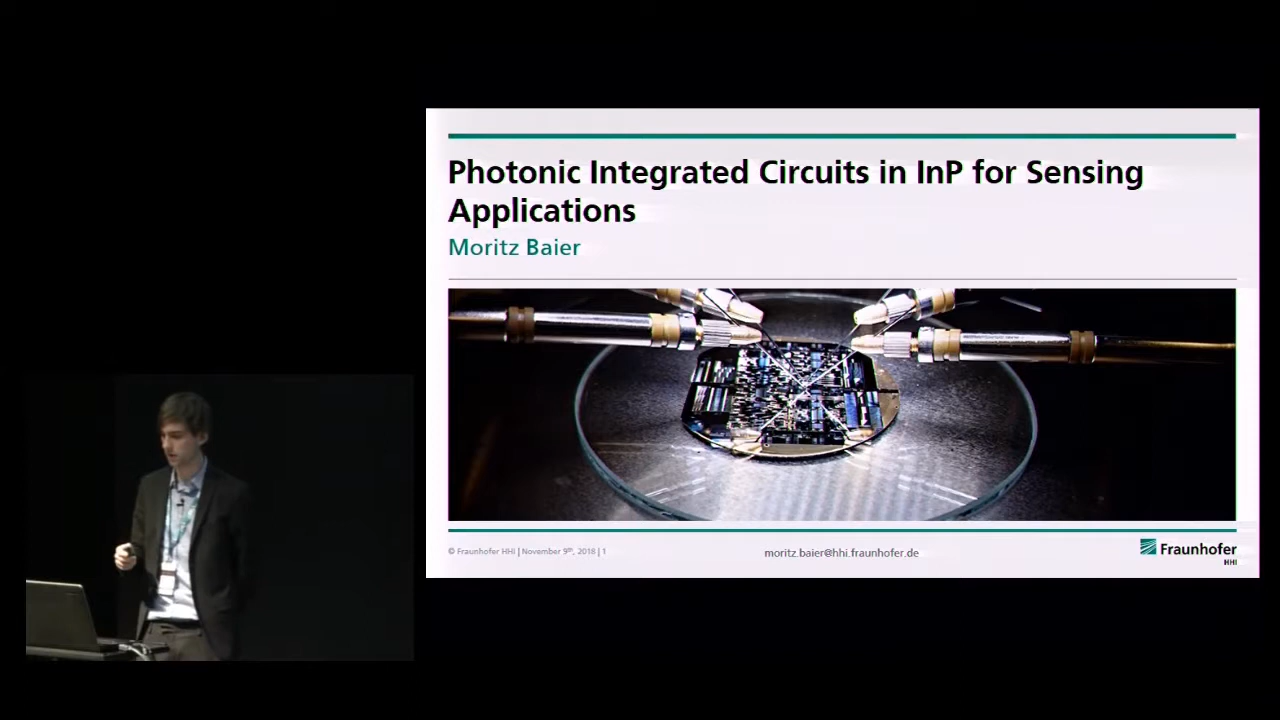 Photonic Integrated Circuits in InP for Sensing
Applications
Moritz Baier
© Fraunhofer HHI | November 9th, 2018 | 1
moritz.baier@hhi.fraunhofer.de
Fraunhofer
HHI